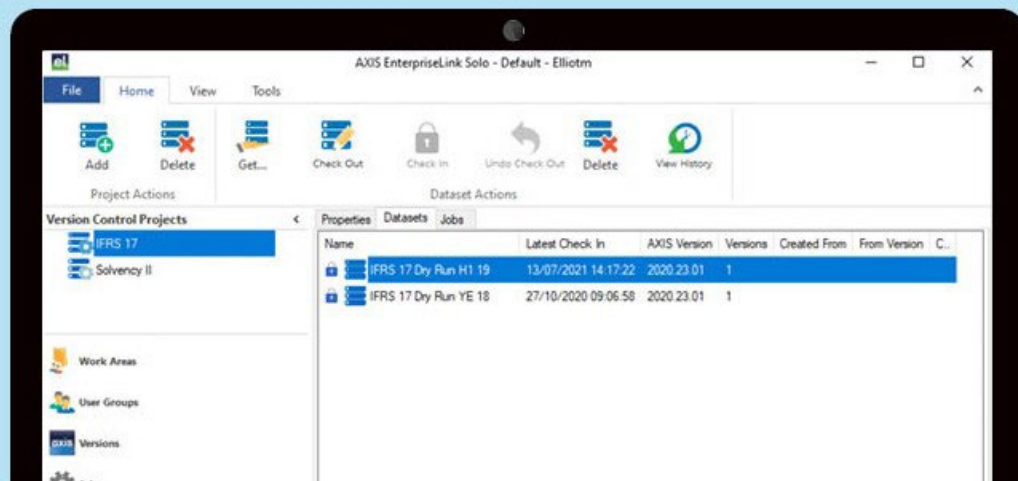 el
AXIS EnterpriseLink Solo - Default - Elliotm
File Home View Tools
Add Delete Get... Check Out Check In Undo Check Out Delete View History
Project Actions Dataset Actions
Version Control Projects Properties Datasets Jobs
IFRS 17
Solvency II
Name Latest Check In AXIS Version Versions Created From From Version C..
IFRS 17 Dry Run H1 19 13/07/2021 14:17:22 2020.23.01 1
IFRS 17 Dry Run YE 18 27/10/2020 09:06:58 2020.23.01 1
Work Areas
User Groups
axis Versions